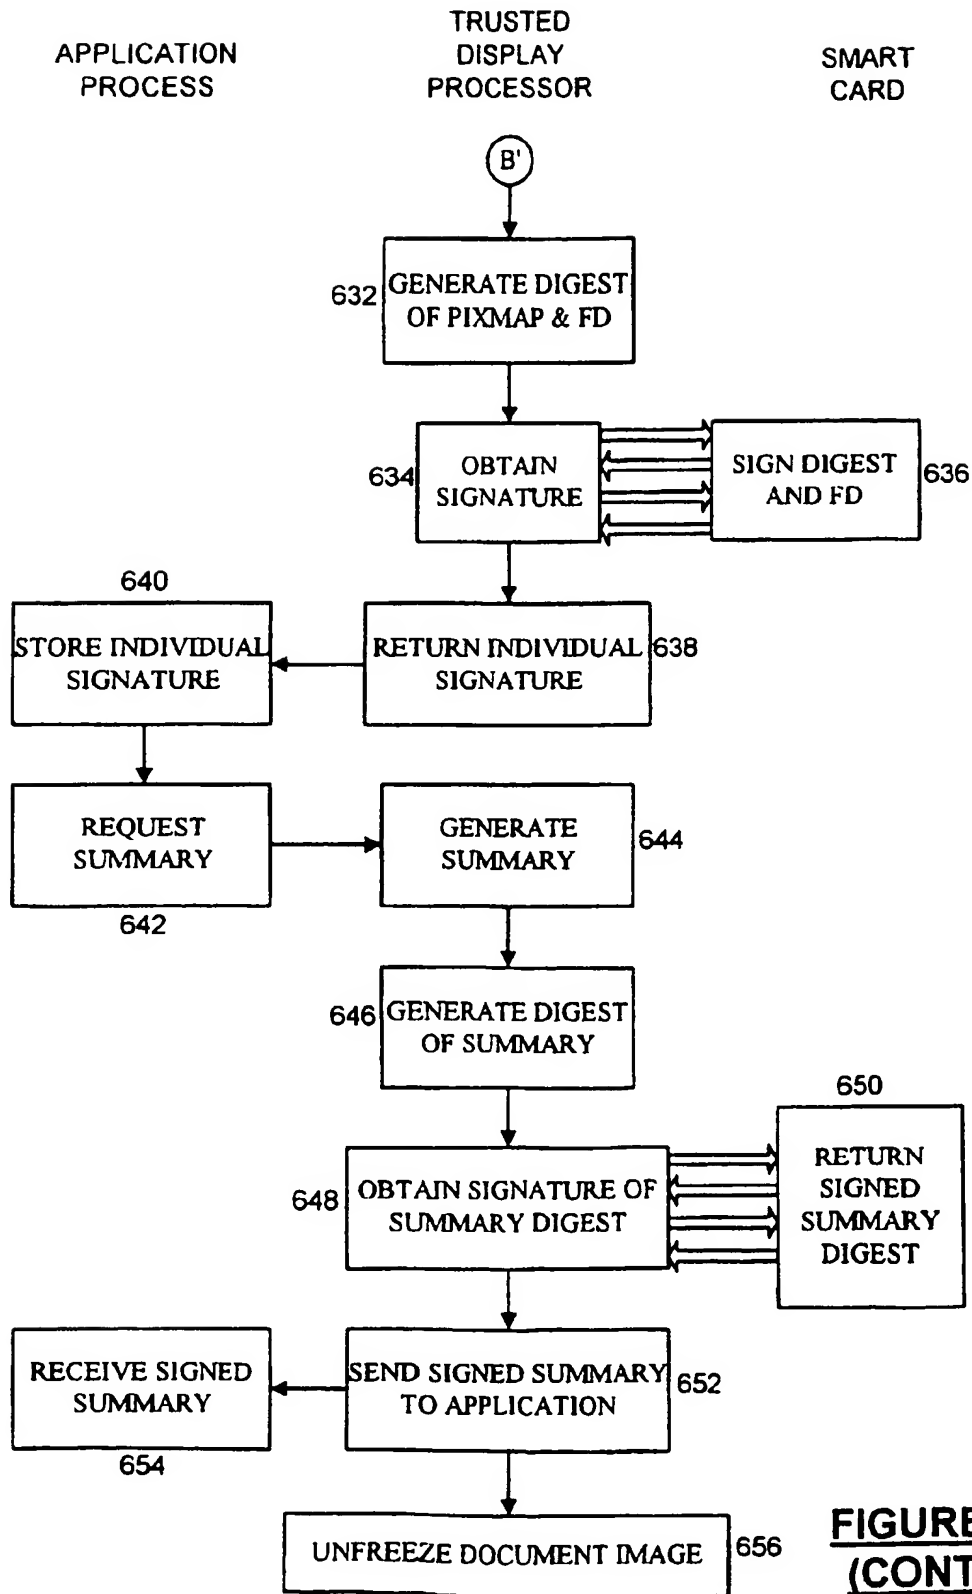 APPLICATION
PROCESS
TRUSTED
DISPLAY
PROCESSOR
SMART
CARD
B'
632
GENERATE DIGEST
OF PIXMAP & FD
634
OBTAIN
SIGNATURE
SIGN DIGEST
AND FD
636
640
STORE INDIVIDUAL
SIGNATURE
RETURN INDIVIDUAL
SIGNATURE
638
REQUEST
SUMMARY
642
GENERATE
SUMMARY
644
646
GENERATE DIGEST
OF SUMMARY
648
OBTAIN SIGNATURE OF
SUMMARY DIGEST
650
RETURN
SIGNED
SUMMARY
DIGEST
RECEIVE SIGNED
SUMMARY
654
SEND SIGNED SUMMARY
TO APPLICATION
652
UNFREEZE DOCUMENT IMAGE
656
FIGURE
(CONT